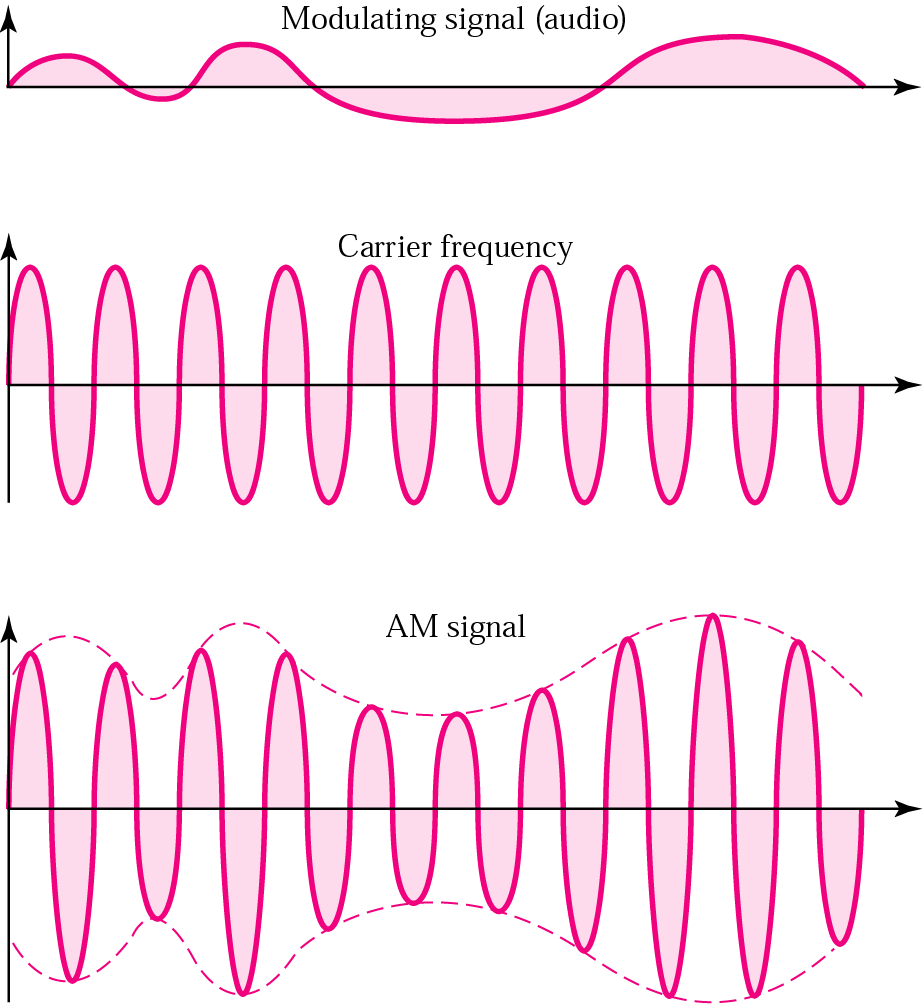 Modulating signal (audio)
Carrier frequency
AM signal